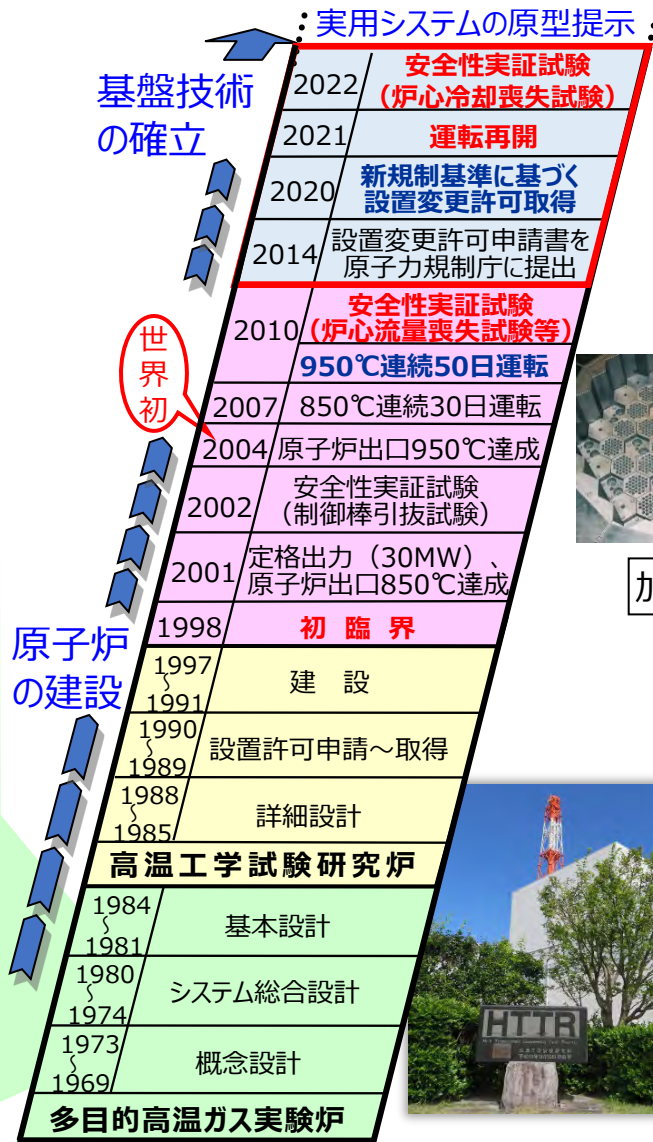 実用システムの原型提示
基盤技術
の確立
2022
安全性実証試験
（炉心冷却喪失試験）
2021
運転再開
2020
新規制基準に基づく
設置変更許可取得
2014
設置変更許可申請書を
原子力規制庁に提出
2010
安全性実証試験
（炉心流量喪失試験等）
950℃連続50日運転
世界初
2007
850℃連続30日運転
2004
原子炉出口950℃達成
2002
安全性実証試験
（制御棒引抜試験）
2001
定格出力（30MW）、
原子炉出口850℃達成
1998
初臨界
原子炉
の建設
1997
～
1991
建　設
1990
～
1989
設置許可申請～取得
1988
～
1985
詳細設計
高温工学試験研究炉
1984
～
1981
基本設計
1980
～
1974
システム総合設計
1973
～
1969
概念設計
多目的高温ガス実験炉
HTTR